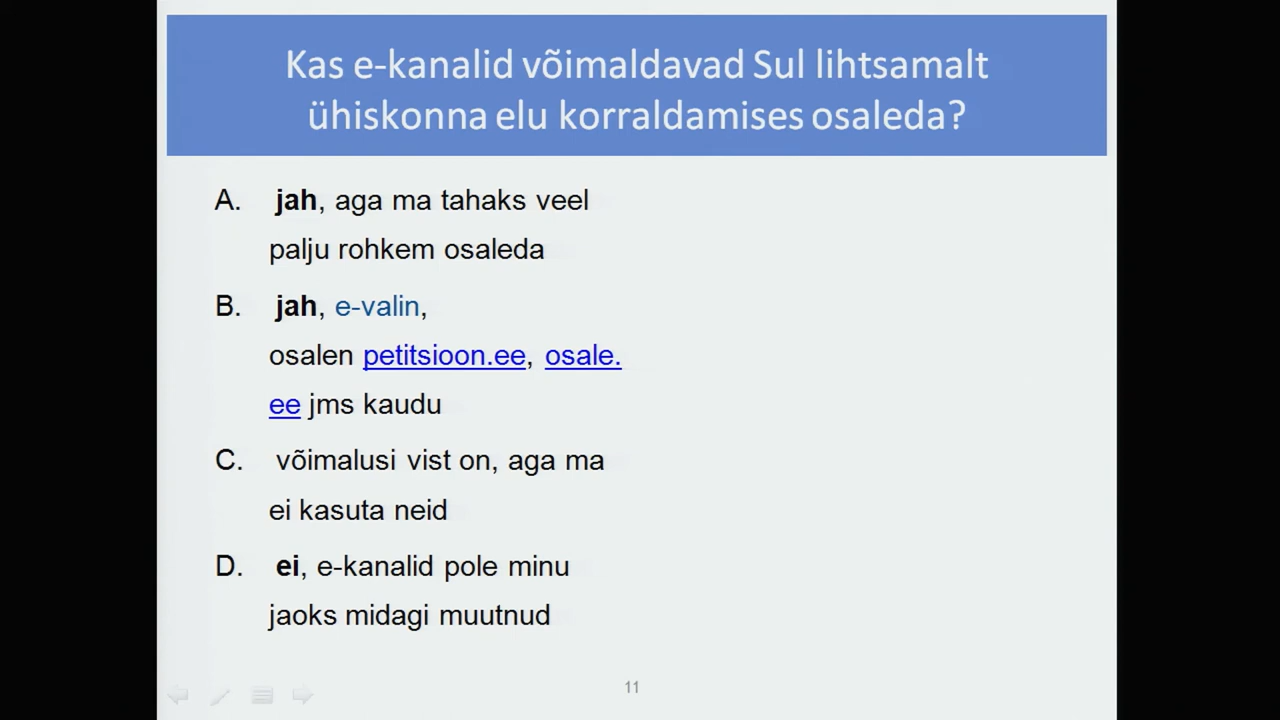 Kas e-kanalid võimaldavad Sul lihtsamalt
ühiskonna elu korraldamises osaleda?
A. jah, aga ma tahaks veel
palju rohkem osaleda
B. jah, e-valin,
osalen petitsioon.ee, osale.
ee jms kaudu
C. võimalusi vist on, aga ma
ei kasuta neid
D. ei, e-kanalid pole minu
jaoks midagi muutnud
11